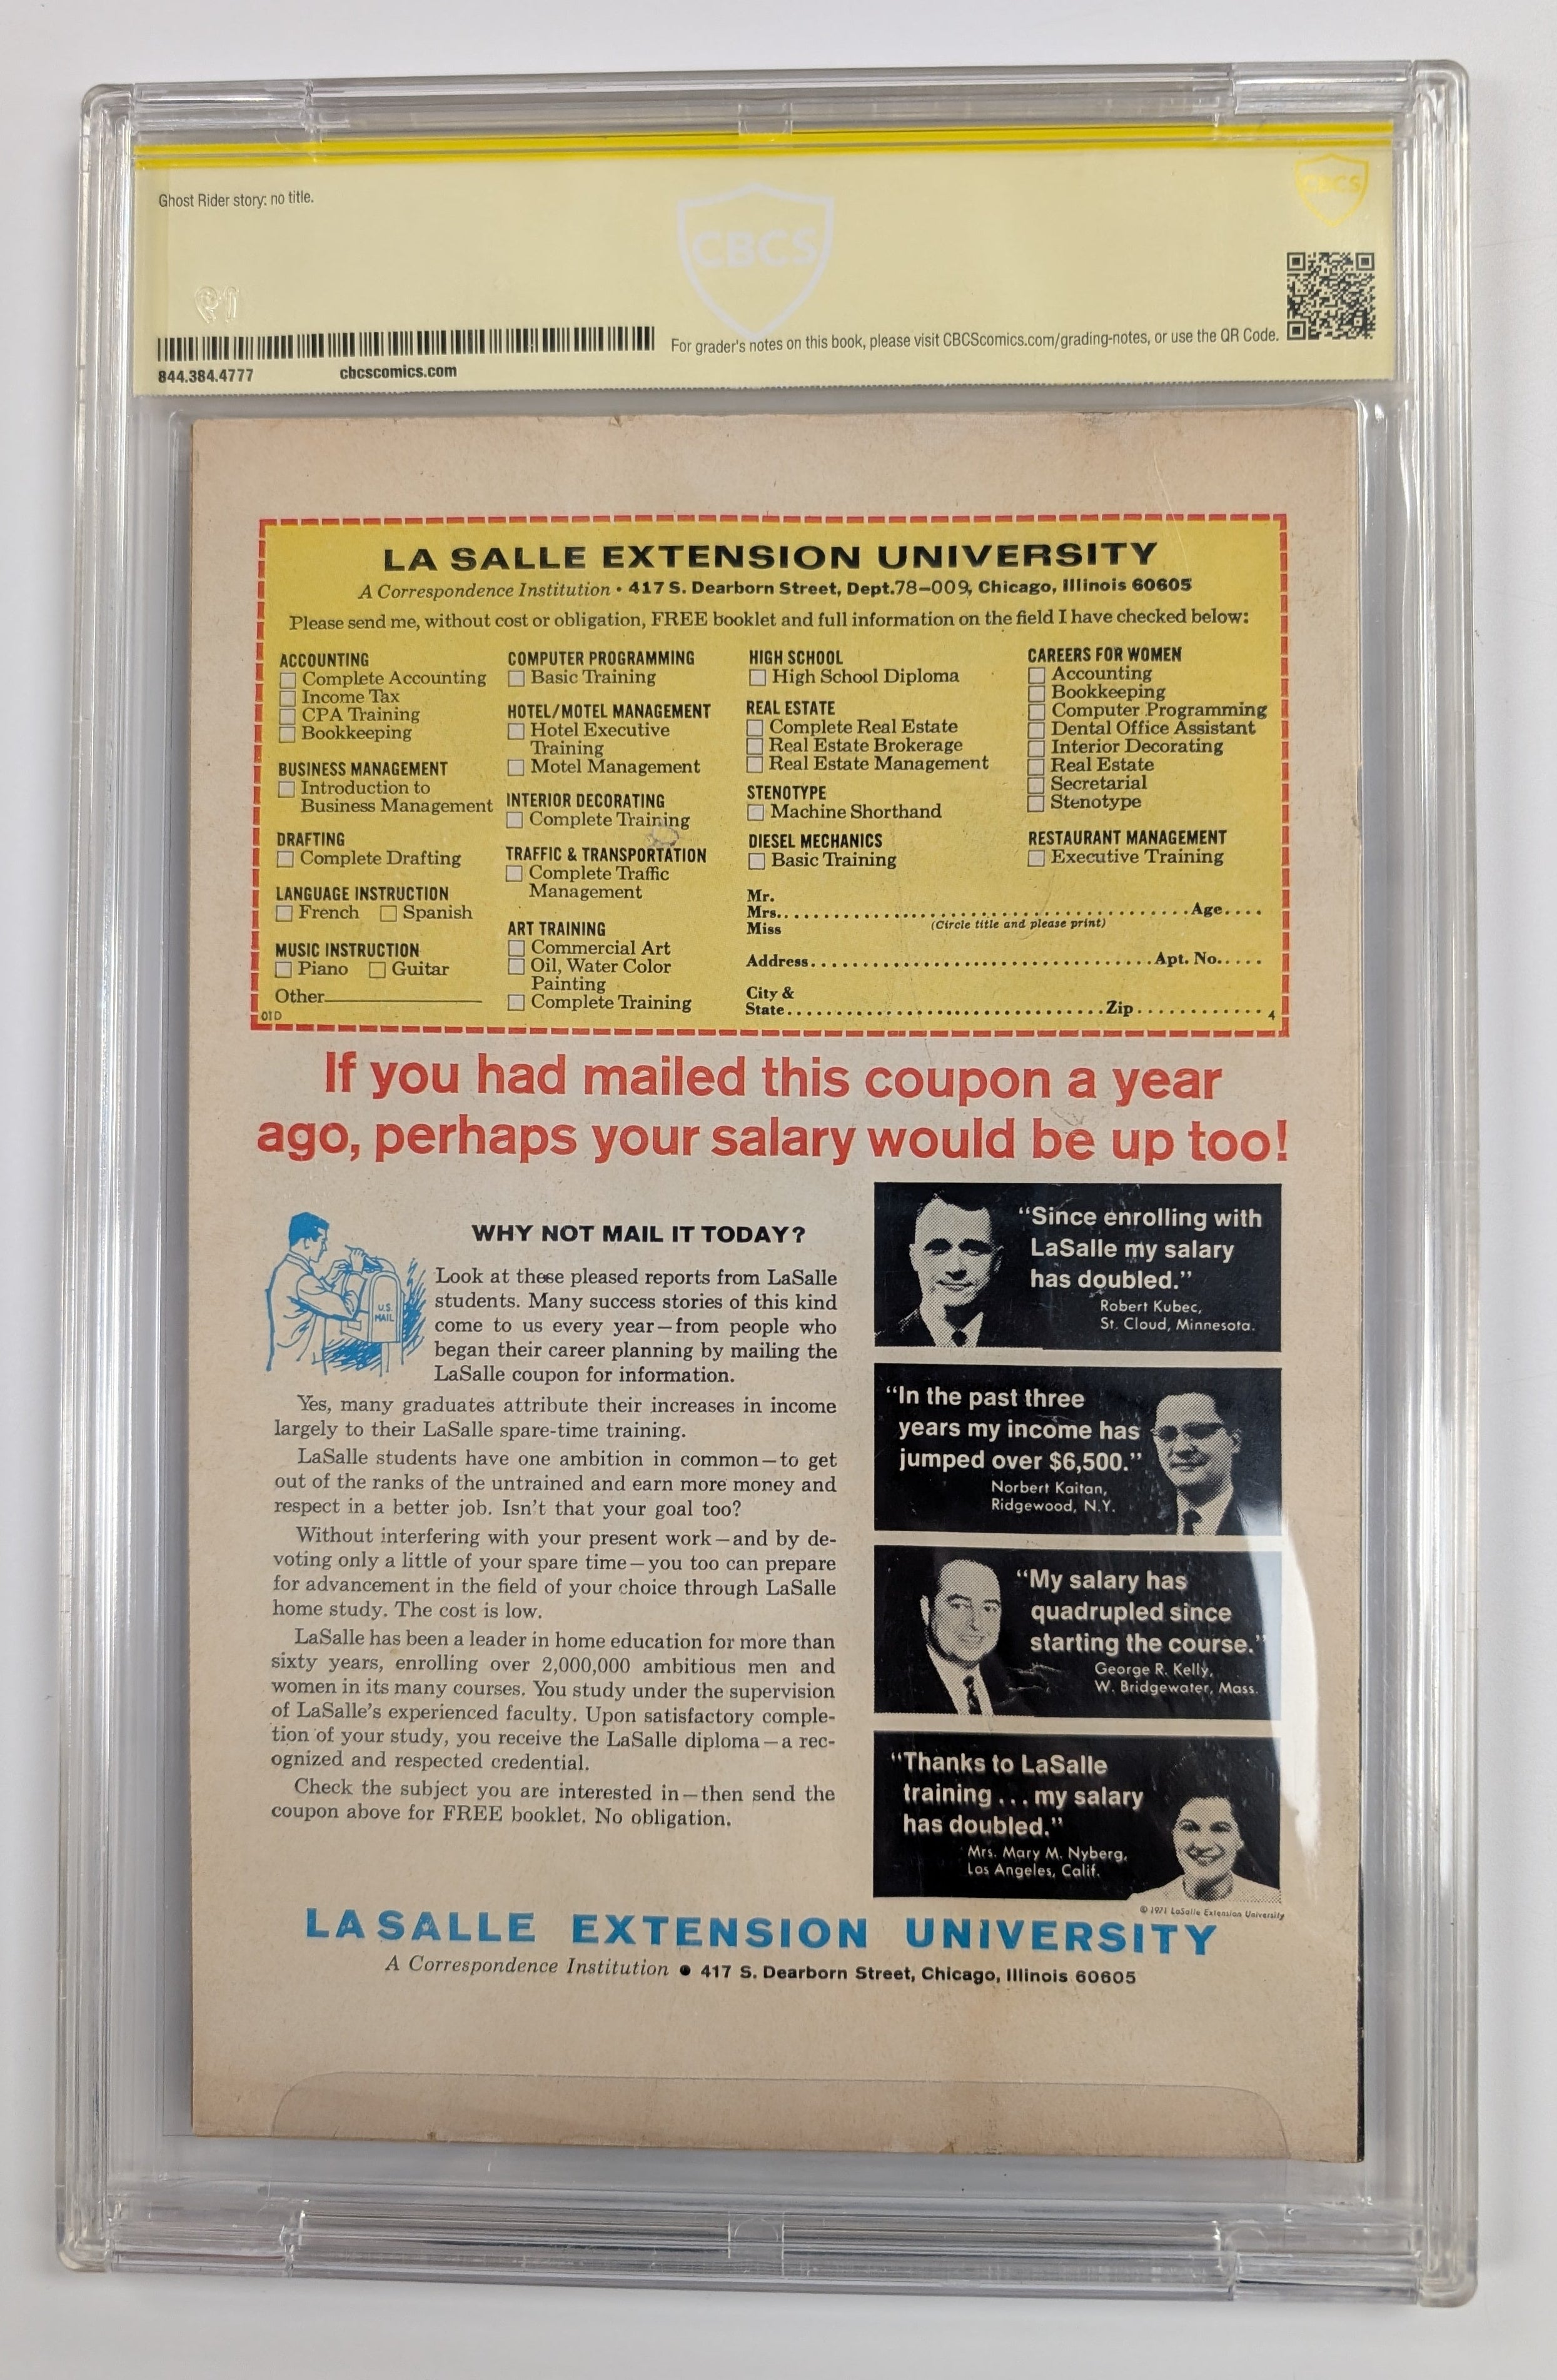 Ghost Rider story: no title.
CBCS
CBCS
For grader's notes on this book, please visit CBCScomics.com/grading-notes, or use the QR Code.
844.384.4777 cbcscomics.com
LA SALLE EXTENSION UNIVERSITY
A Correspondence Institution • 417 S. Dearborn Street, Dept.78-009, Chicago, Illinois 60605
Please send me, without cost or obligation, FREE booklet and full information on the field I have checked below:
ACCOUNTING
Complete Accounting
Income Tax
CPA Training
Bookkeeping
BUSINESS MANAGEMENT
Introduction to
Business Management
DRAFTING
Complete Drafting
LANGUAGE INSTRUCTION
French Spanish
MUSIC INSTRUCTION
Piano Guitar
Other
01D
COMPUTER PROGRAMMING
Basic Training
HOTEL/MOTEL MANAGEMENT
Hotel Executive
Training
Motel Management
INTERIOR DECORATING
Complete Training
TRAFFIC & TRANSPORTATION
Complete Traffic
Management
ART TRAINING
Commercial Art
Oil, Water Color
Painting
Complete Training
HIGH SCHOOL
High School Diploma
REAL ESTATE
Complete Real Estate
Real Estate Brokerage
Real Estate Management
STENOTYPE
Machine Shorthand
DIESEL MECHANICS
Basic Training
CAREERS FOR WOMEN
Accounting
Bookkeeping
Computer Programming
Dental Office Assistant
Interior Decorating
Real Estate
Secretarial
Stenotype
RESTAURANT MANAGEMENT
Executive Training
Mr.
Mrs. Age
Miss (Circle title and please print)
Address Apt. No.
City &
State Zip
4
If you had mailed this coupon a year
ago, perhaps your salary would be up too!
U.S.
MAIL
WHY NOT MAIL IT TODAY?
Look at these pleased reports from LaSalle
students. Many success stories of this kind
come to us every year—from people who
began their career planning by mailing the
LaSalle coupon for information.
Yes, many graduates attribute their increases in income
largely to their LaSalle spare-time training.
LaSalle students have one ambition in common—to get
out of the ranks of the untrained and earn more money and
respect in a better job. Isn't that your goal too?
Without interfering with your present work—and by de-
voting only a little of your spare time—you too can prepare
for advancement in the field of your choice through LaSalle
home study. The cost is low.
LaSalle has been a leader in home education for more than
sixty years, enrolling over 2,000,000 ambitious men and
women in its many courses. You study under the supervision
of LaSalle's experienced faculty. Upon satisfactory comple-
tion of your study, you receive the LaSalle diploma—a rec-
ognized and respected credential.
Check the subject you are interested in—then send the
coupon above for FREE booklet. No obligation.
"Since enrolling with
LaSalle my salary
has doubled."
Robert Kubec,
St. Cloud, Minnesota.
"In the past three
years my income has
jumped over $6,500."
Norbert Kaitan,
Ridgewood, N.Y.
"My salary has
quadrupled since
starting the course."
George R. Kelly,
W. Bridgewater, Mass.
"Thanks to LaSalle
training . . . my salary
has doubled."
Mrs. Mary M. Nyberg,
Los Angeles, Calif.
© 1971 LaSalle Extension University
LASALLE EXTENSION UNIVERSITY
A Correspondence Institution • 417 S. Dearborn Street, Chicago, Illinois 60605